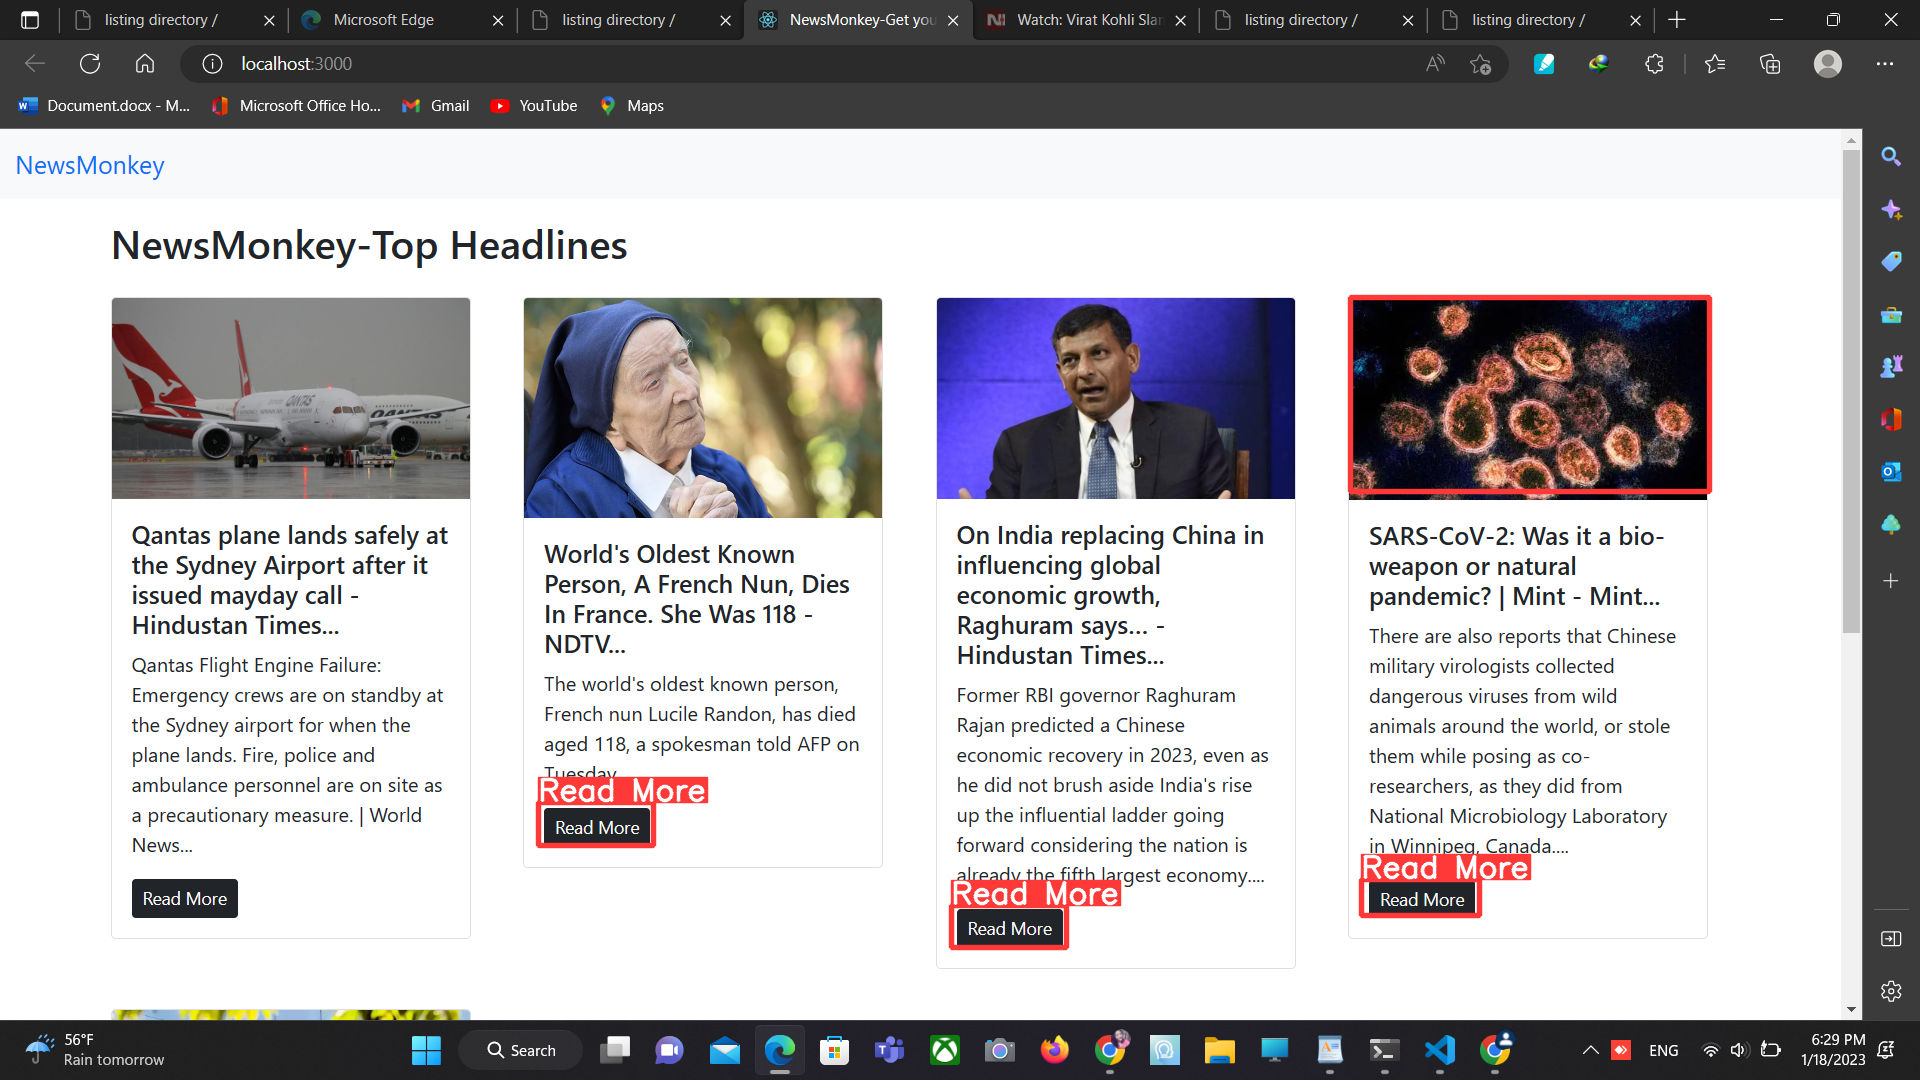 listing directory /
Microsoft Edge
listing directory /
NewsMonkey-Get you
Watch: Virat Kohli Slan
listing directory /
listing directory /
localhost:3000
Document.docx - M...
Microsoft Office Ho...
Gmail
YouTube
Maps
NewsMonkey
NewsMonkey-Top Headlines
Qantas plane lands safely at
the Sydney Airport after it
issued mayday call -
Hindustan Times...
Qantas Flight Engine Failure:
Emergency crews are on standby at
the Sydney airport for when the
plane lands. Fire, police and
ambulance personnel are on site as
a precautionary measure. | World
News...
Read More
World's Oldest Known
Person, A French Nun, Dies
In France. She Was 118 -
NDTV...
The world's oldest known person,
French nun Lucile Randon, has died
aged 118, a spokesman told AFP on
Tuesday
Read More
Read More
On India replacing China in
influencing global
economic growth,
Raghuram says... -
Hindustan Times...
Former RBI governor Raghuram
Rajan predicted a Chinese
economic recovery in 2023, even as
he did not brush aside India's rise
up the influential ladder going
forward considering the nation is
already the fifth largest economy....
Read More
Read More
SARS-CoV-2: Was it a bio-
weapon or natural
pandemic? | Mint - Mint...
There are also reports that Chinese
military virologists collected
dangerous viruses from wild
animals around the world, or stole
them while posing as co-
researchers, as they did from
National Microbiology Laboratory
in Winnipeg, Canada....
Read More
Read More
56°F
Rain tomorrow
Search
ENG
6:29 PM
1/18/2023